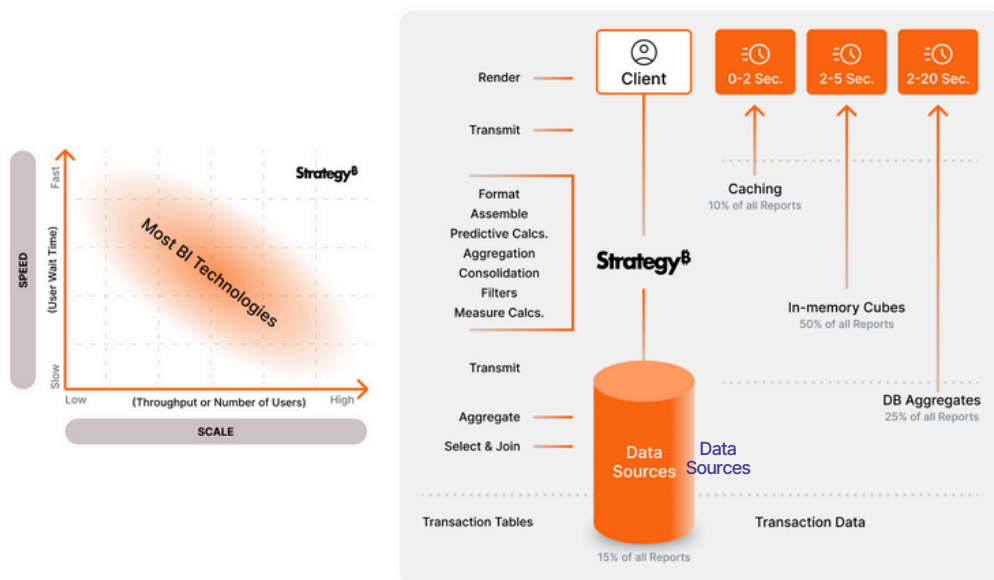 Strategy₿
Fast
SPEED
(User Wait Time)
Most BI Technologies
Slow
Low
(Throughput or Number of Users)
High
SCALE
Render
Transmit
Format
Assemble
Predictive Calcs.
Aggregation
Consolidation
Filters
Measure Calcs.
Transmit
Aggregate
Select & Join
Transaction Tables
Client
Strategy₿
Data
Sources
Data
Sources
15% of all Reports
0-2 Sec.
2-5 Sec.
2-20 Sec.
Caching
10% of all Reports
In-memory Cubes
50% of all Reports
DB Aggregates
25% of all Reports
Transaction Data